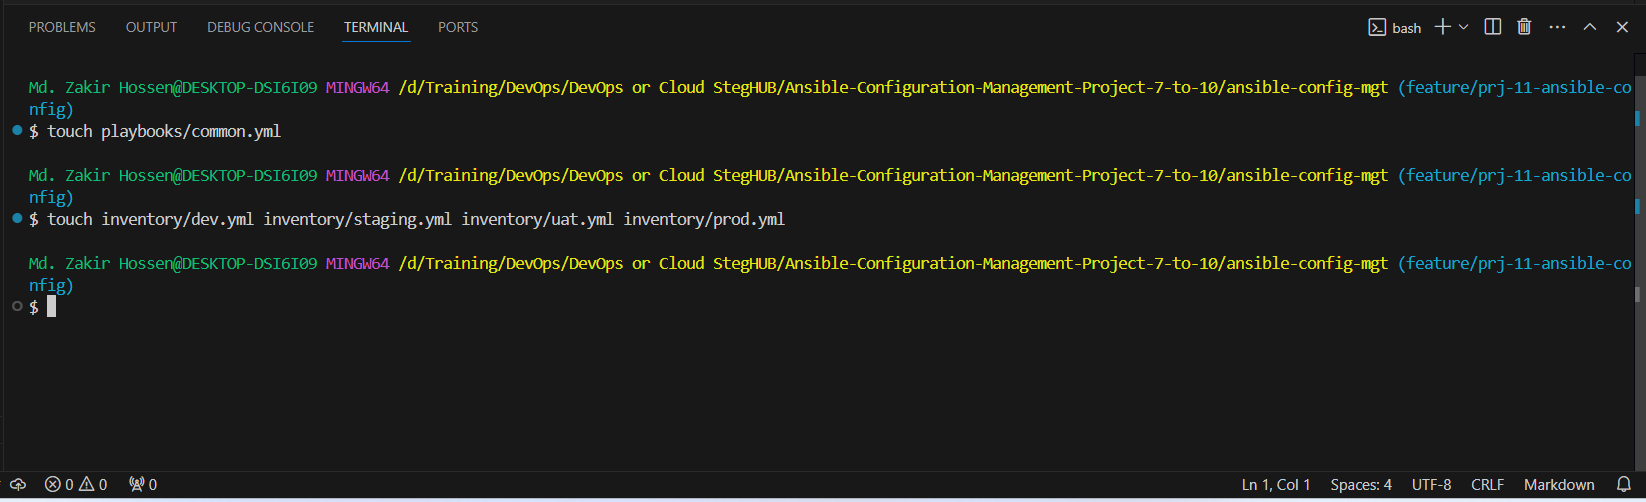 PROBLEMS OUTPUT DEBUG CONSOLE TERMINAL PORTS bash
Md. Zakir Hossen@DESKTOP-DSI6I09 MINGW64 /d/Training/DevOps/DevOps or Cloud StegHUB/Ansible-Configuration-Management-Project-7-to-10/ansible-config-mgt (feature/prj-11-ansible-co
nfig)
$ touch playbooks/common.yml
Md. Zakir Hossen@DESKTOP-DSI6I09 MINGW64 /d/Training/DevOps/DevOps or Cloud StegHUB/Ansible-Configuration-Management-Project-7-to-10/ansible-config-mgt (feature/prj-11-ansible-co
nfig)
$ touch inventory/dev.yml inventory/staging.yml inventory/uat.yml inventory/prod.yml
Md. Zakir Hossen@DESKTOP-DSI6I09 MINGW64 /d/Training/DevOps/DevOps or Cloud StegHUB/Ansible-Configuration-Management-Project-7-to-10/ansible-config-mgt (feature/prj-11-ansible-co
nfig)
$
0 0 0 Ln 1, Col 1 Spaces: 4 UTF-8 CRLF Markdown